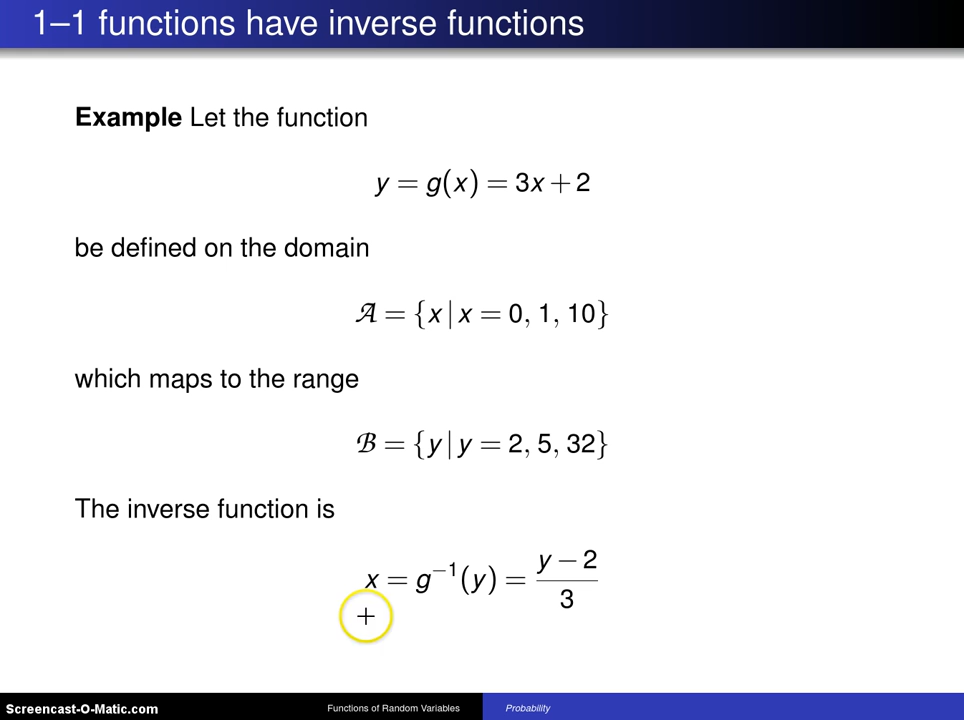 1–1 functions have inverse functions
Example Let the function
y = g(x) = 3x + 2
be defined on the domain
𝒜 = {x | x = 0, 1, 10}
which maps to the range
ℬ = {y | y = 2, 5, 32}
The inverse function is
x = g⁻¹(y) = (y − 2)/3
Screencast-O-Matic.com Functions of Random Variables Probability